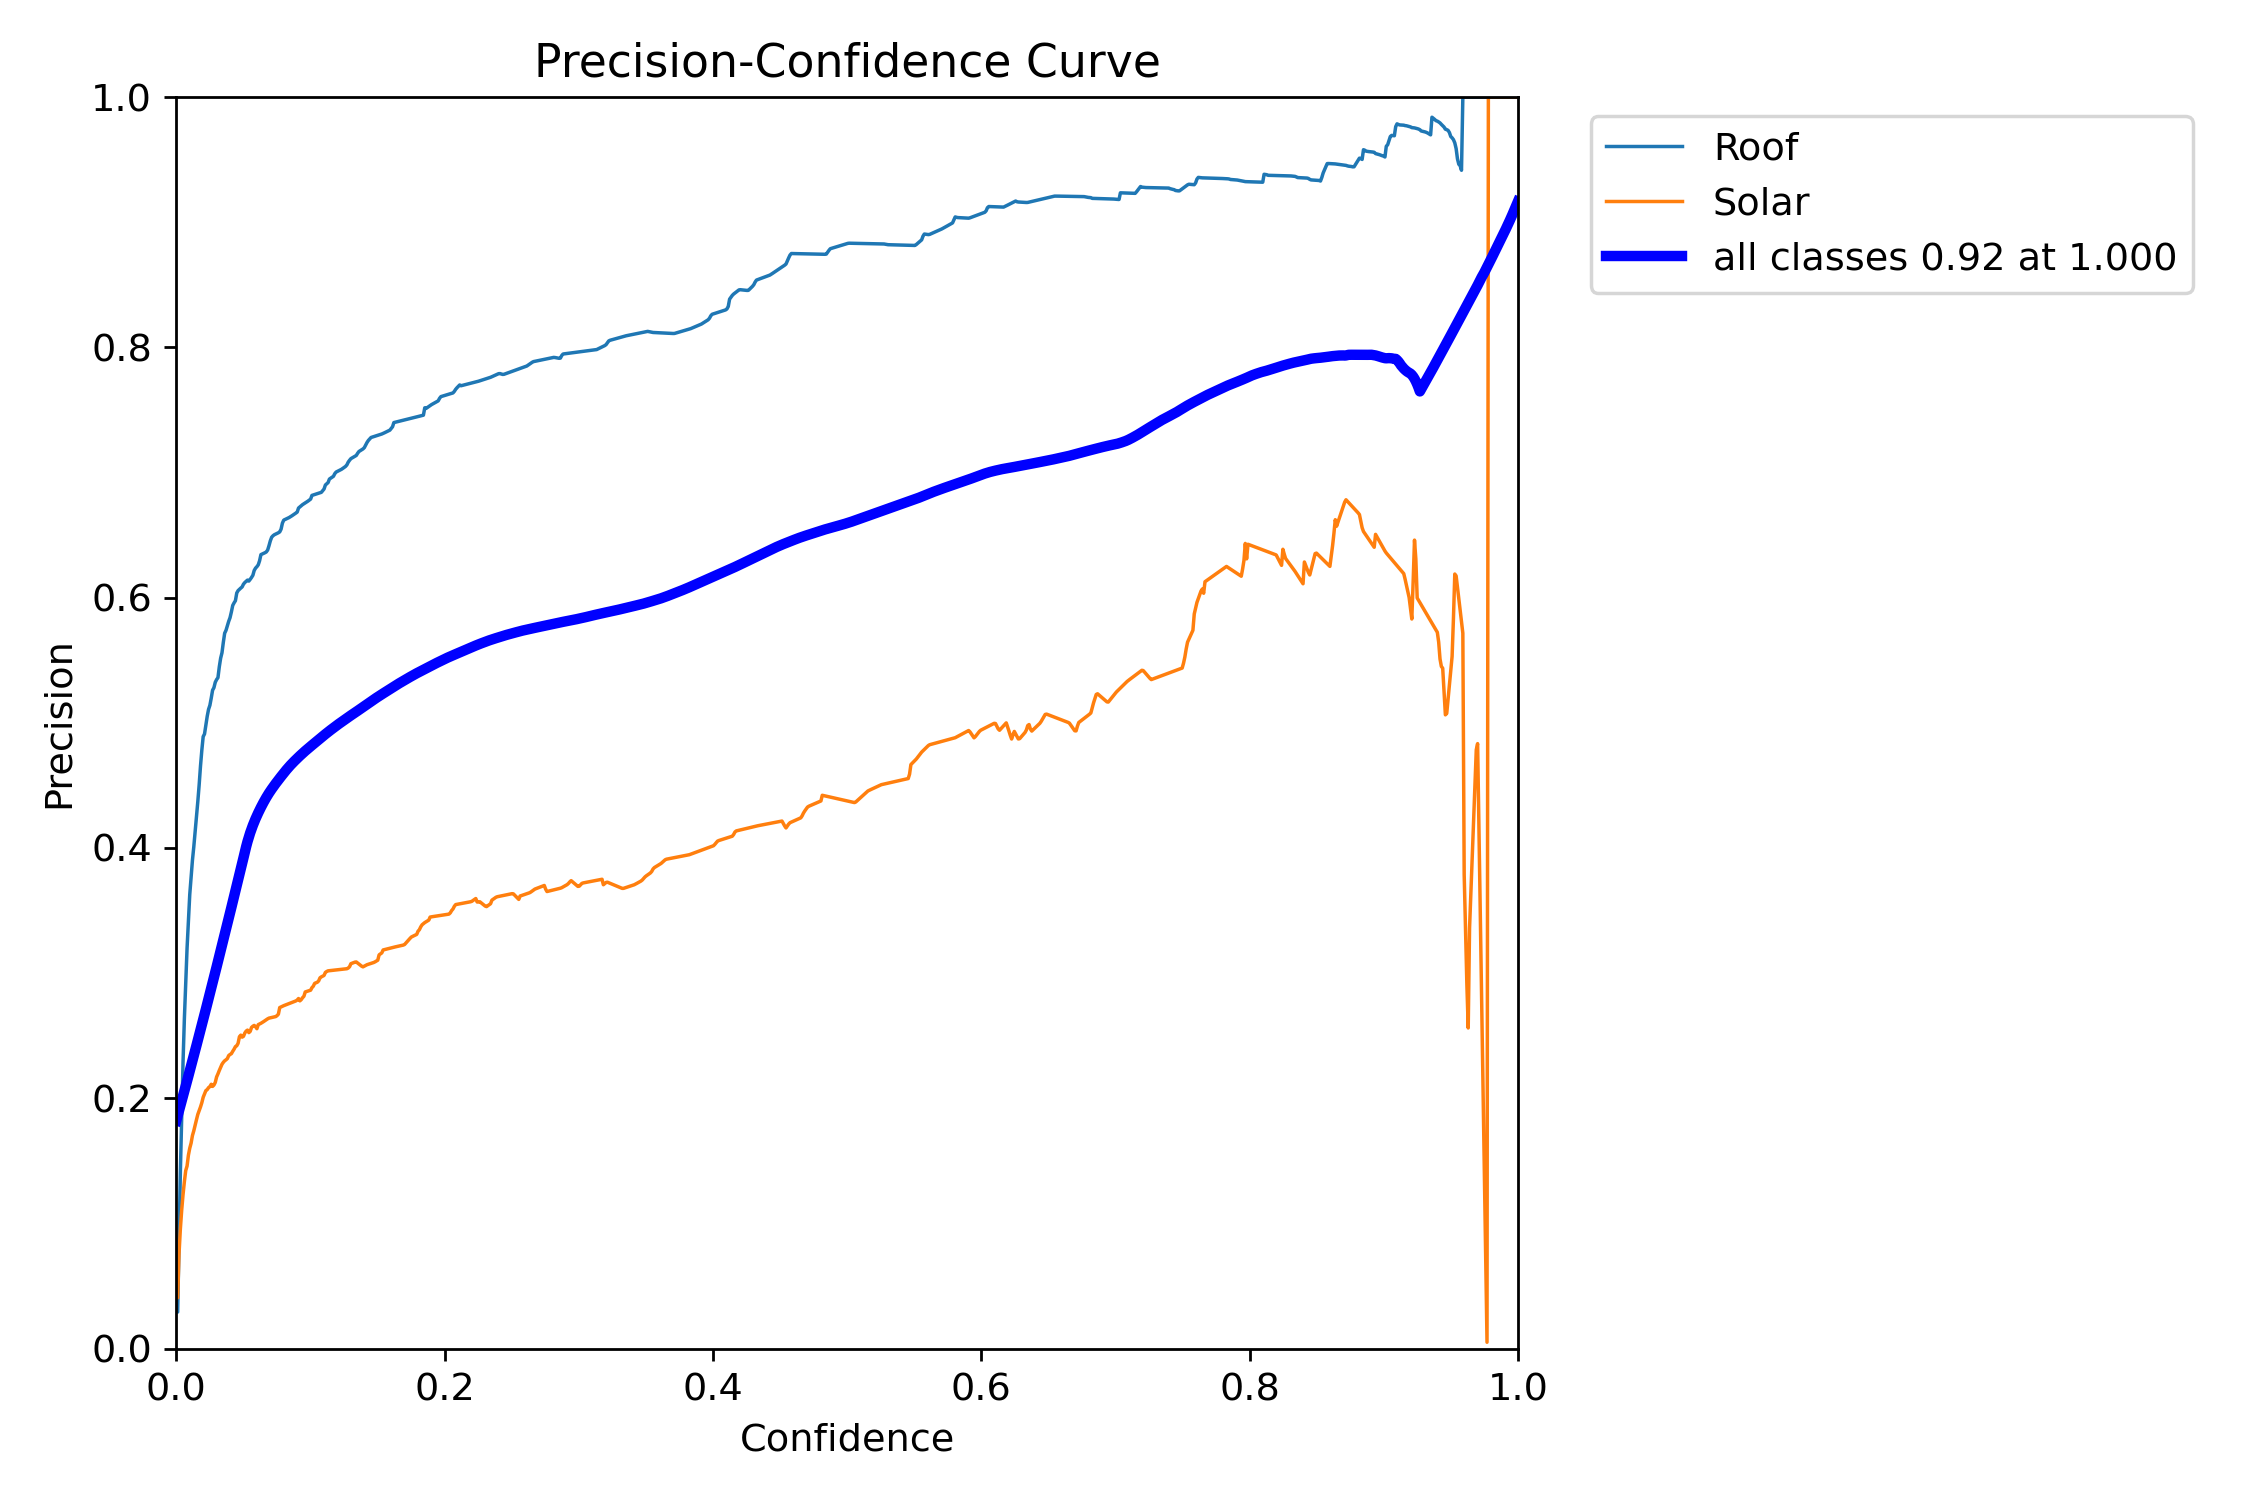 Precision-Confidence Curve
1.0
0.8
0.6
0.4
0.2
0.0
Precision
0.0 0.2 0.4 0.6 0.8 1.0
Confidence
Roof
Solar
all classes 0.92 at 1.000